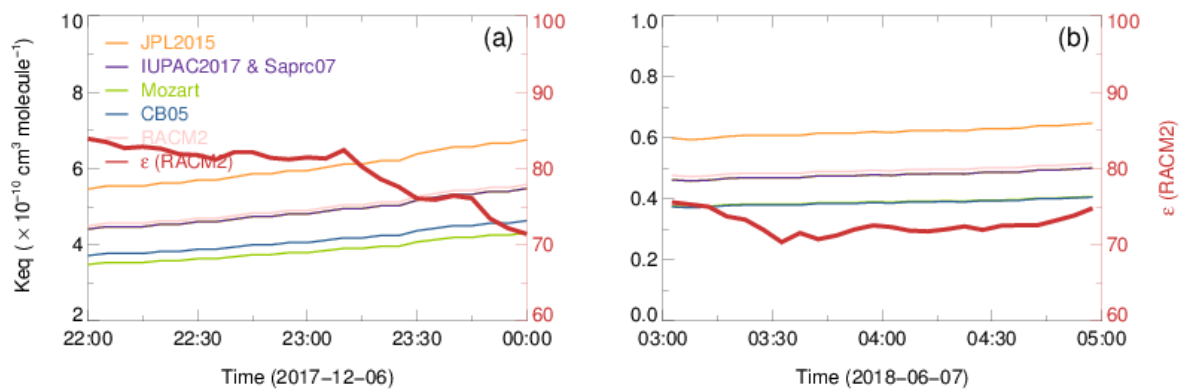 10
8
6
4
2
Keq ( × 10−10 cm3 molecule−1)
JPL2015
IUPAC2017 & Saprc07
Mozart
CB05
RACM2
ε (RACM2)
(a)
100
90
80
70
60
22:00 22:30 23:00 23:30 00:00
Time (2017−12−06)
1.0
0.8
0.6
0.4
0.2
0.0
(b)
100
90
80
70
60
ε (RACM2)
03:00 03:30 04:00 04:30 05:00
Time (2018−06−07)